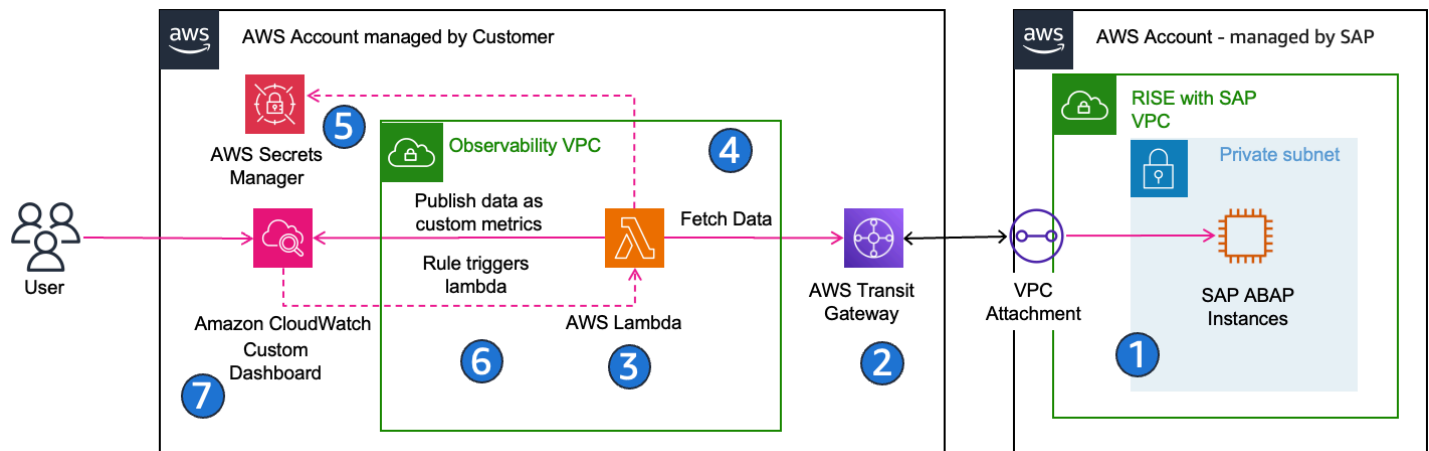 aws
AWS Account managed by Customer
aws
AWS Account - managed by SAP
RISE with SAP
VPC
5
Observability VPC
4
Private subnet
AWS Secrets
Manager
Publish data as
custom metrics
Fetch Data
Rule triggers
lambda
User
AWS Transit
Gateway
VPC
Attachment
SAP ABAP
Instances
Amazon CloudWatch
Custom
Dashboard
AWS Lambda
6
3
2
1
7